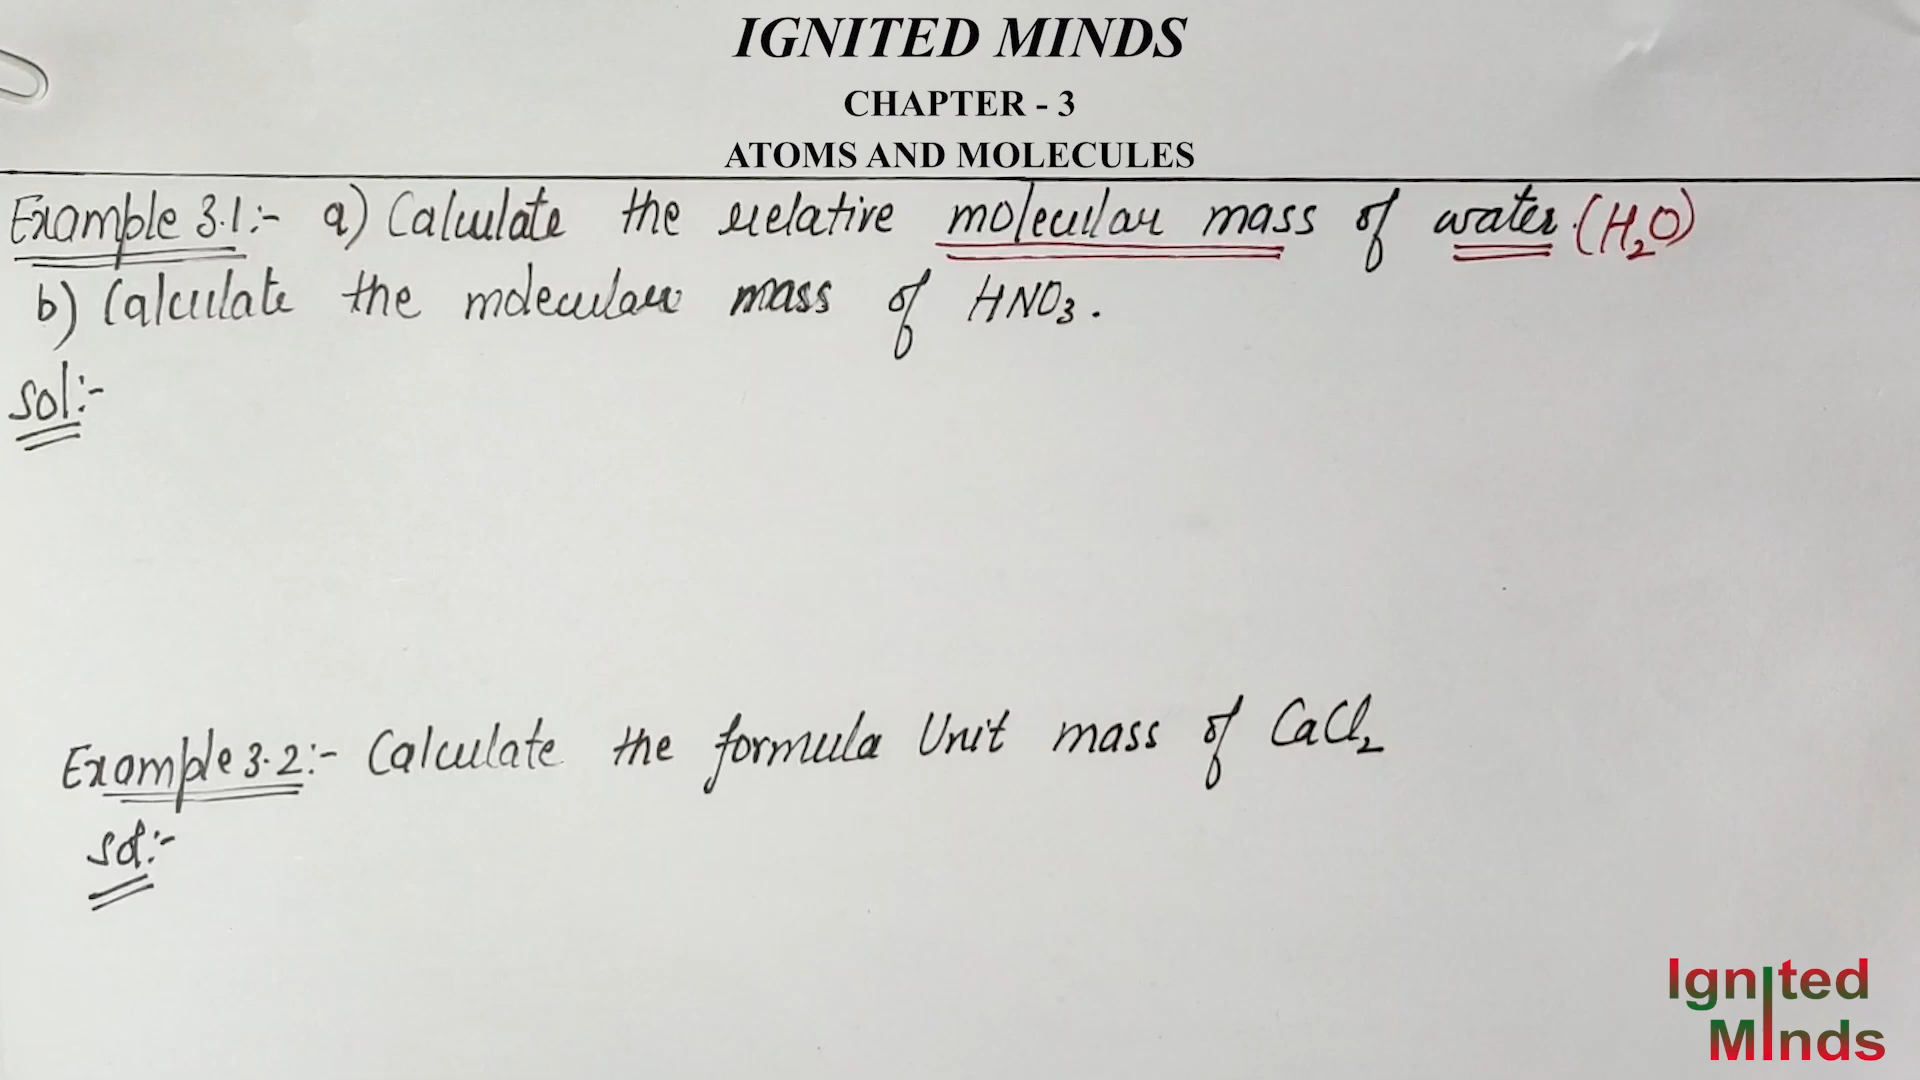 IGNITED MINDS
CHAPTER - 3
ATOMS AND MOLECULES
Example 3.1:- a) Calculate the relative molecular mass of water. (H₂O)
b) Calculate the molecular mass of HNO₃.
Sol:-
Example 3.2:- Calculate the formula Unit mass of CaCl₂
Sol:-
Ignited
Minds